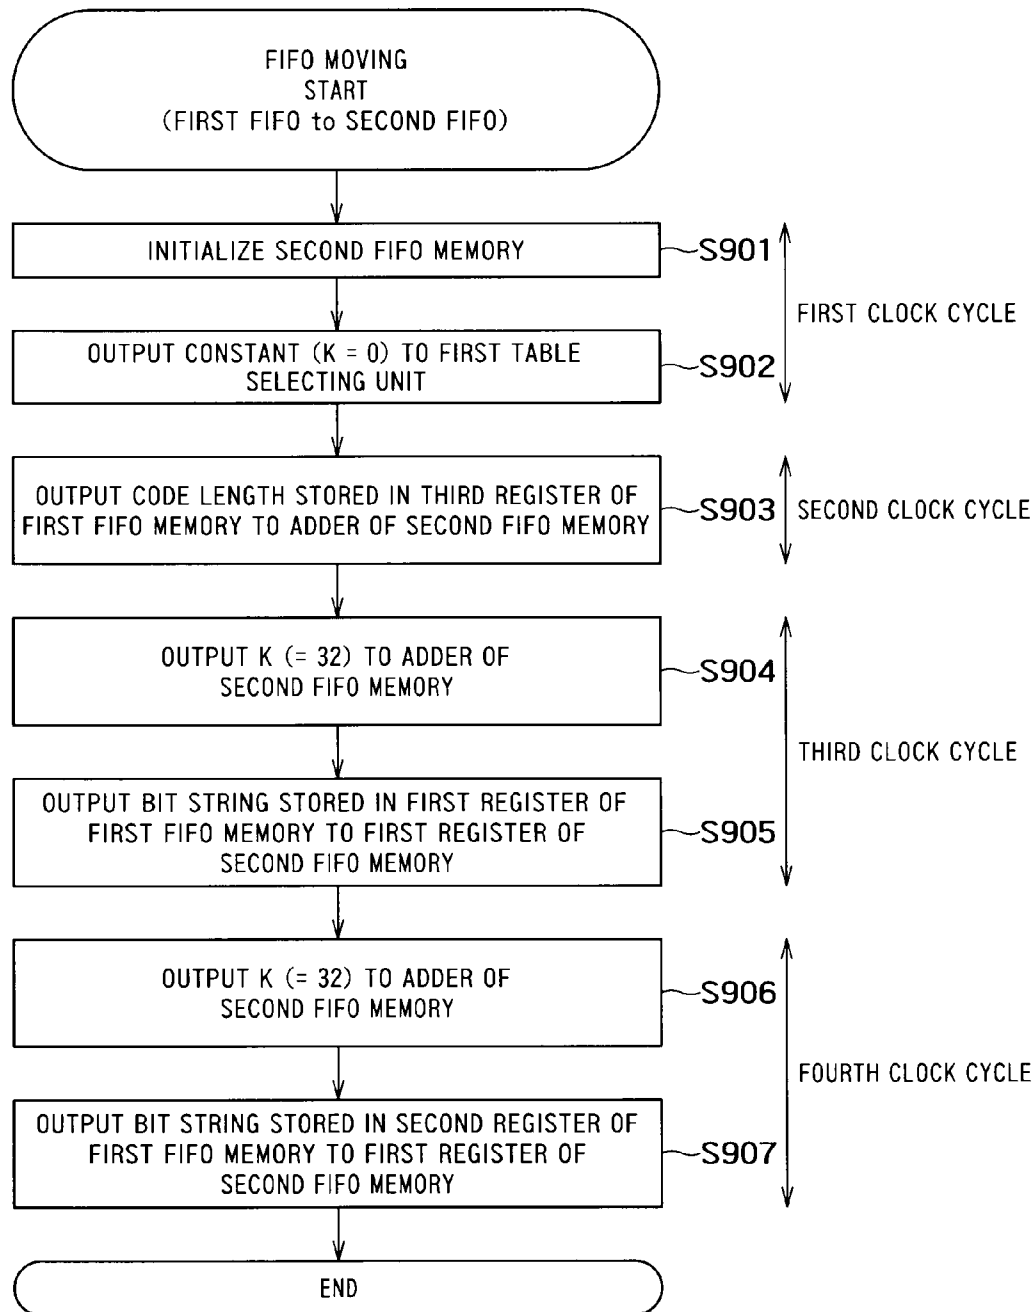 FIFO MOVING
START
(FIRST FIFO to SECOND FIFO)
INITIALIZE SECOND FIFO MEMORY
S901
FIRST CLOCK CYCLE
OUTPUT CONSTANT (K = 0) TO FIRST TABLE
SELECTING UNIT
S902
OUTPUT CODE LENGTH STORED IN THIRD REGISTER OF
FIRST FIFO MEMORY TO ADDER OF SECOND FIFO MEMORY
S903
SECOND CLOCK CYCLE
OUTPUT K (= 32) TO ADDER OF
SECOND FIFO MEMORY
S904
THIRD CLOCK CYCLE
OUTPUT BIT STRING STORED IN FIRST REGISTER OF
FIRST FIFO MEMORY TO FIRST REGISTER OF
SECOND FIFO MEMORY
S905
OUTPUT K (= 32) TO ADDER OF
SECOND FIFO MEMORY
S906
FOURTH CLOCK CYCLE
OUTPUT BIT STRING STORED IN SECOND REGISTER OF
FIRST FIFO MEMORY TO FIRST REGISTER OF
SECOND FIFO MEMORY
S907
END